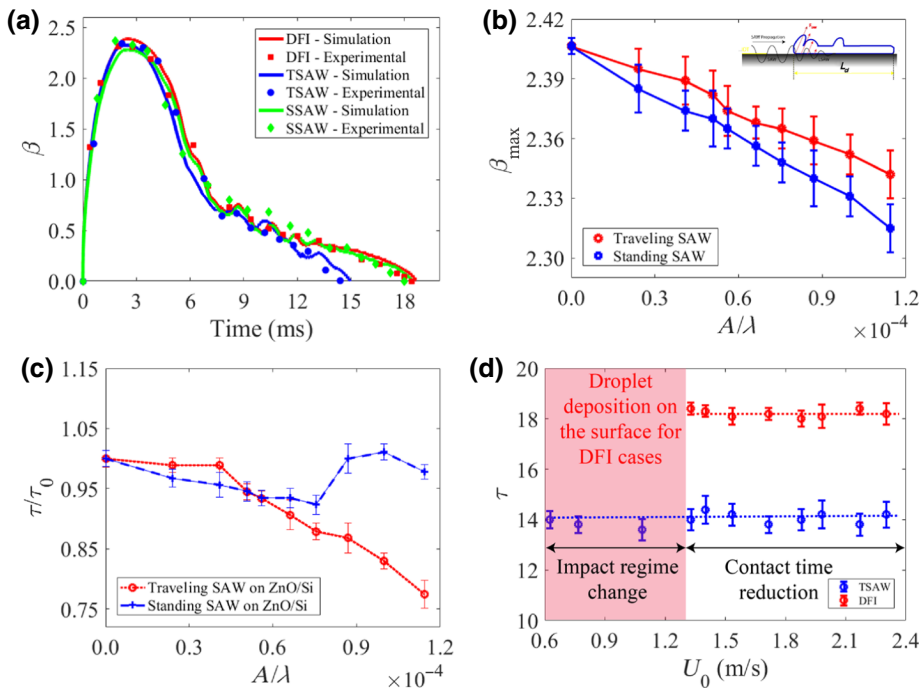 (a)
β
2.5
2.0
1.5
1.0
0.5
0.0
0
3
6
9
12
15
18
Time (ms)
DFI - Simulation
DFI - Experimental
TSAW - Simulation
TSAW - Experimental
SSAW - Simulation
SSAW - Experimental
(b)
βmax
2.42
2.39
2.36
2.33
2.30
0.0
0.3
0.6
0.9
1.2
×10⁻⁴
A/λ
Traveling SAW
Standing SAW
SAW Propagation
L
(c)
τ/τ0
1.15
1.05
0.95
0.85
0.75
0.0
0.3
0.6
0.9
1.2
×10⁻⁴
A/λ
Traveling SAW on ZnO/Si
Standing SAW on ZnO/Si
(d)
τ
20
18
16
14
12
10
0.6
0.9
1.2
1.5
1.8
2.1
2.4
U0 (m/s)
Droplet
deposition on
the surface for
DFI cases
Impact regime
change
Contact time
reduction
TSAW
DFI